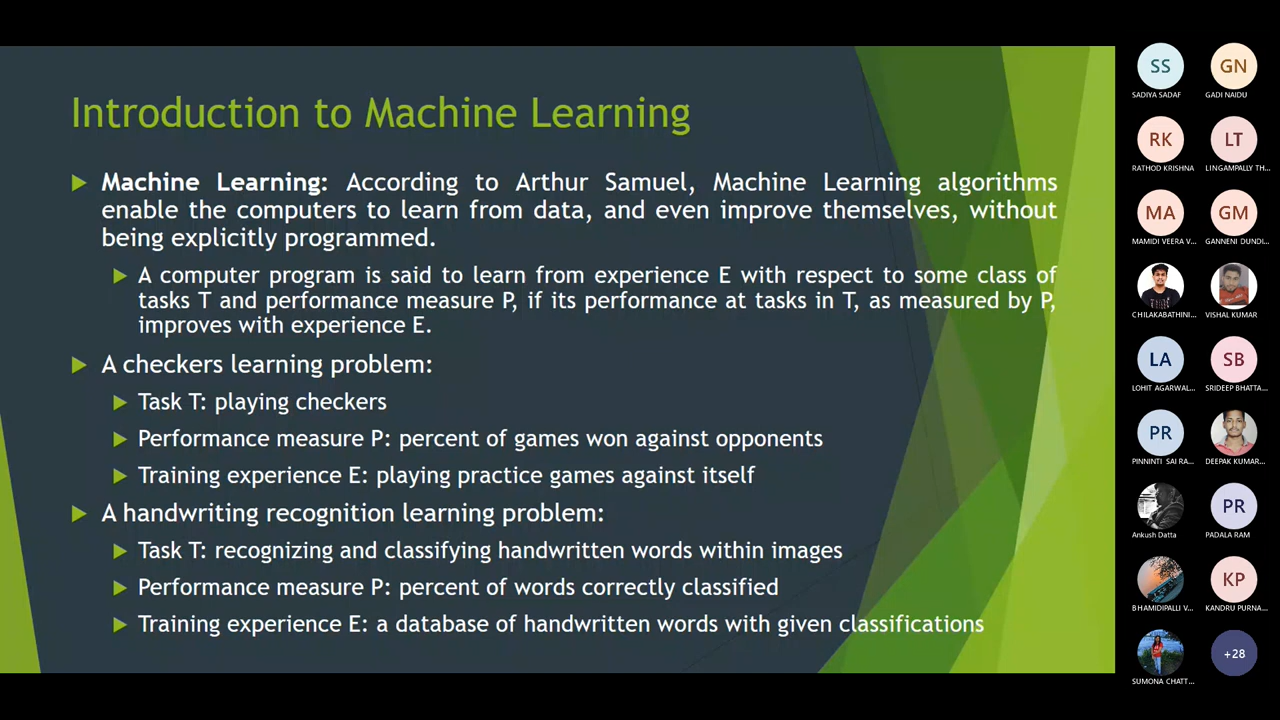 Introduction to Machine Learning
Machine Learning: According to Arthur Samuel, Machine Learning algorithms
enable the computers to learn from data, and even improve themselves, without
being explicitly programmed.
A computer program is said to learn from experience E with respect to some class of
tasks T and performance measure P, if its performance at tasks in T, as measured by P,
improves with experience E.
A checkers learning problem:
Task T: playing checkers
Performance measure P: percent of games won against opponents
Training experience E: playing practice games against itself
A handwriting recognition learning problem:
Task T: recognizing and classifying handwritten words within images
Performance measure P: percent of words correctly classified
Training experience E: a database of handwritten words with given classifications
SS GN
SADIYA SADAF GADI NAIDU
RK LT
RATHOD KRISHNA LINGAMPALLY TH...
MA GM
MAMIDI VEERA V... GANNENI DUNDI...
CHILAKABATHINI... VISHAL KUMAR
LA SB
LOHIT AGARWAL... SRIDEEP BHATTA...
PR
PINNINTI SAI RA... DEEPAK KUMAR...
PR
Ankush Datta PADALA RAM
KP
BHAMIDIPALLI V... KANDRU PURNA...
+28
SUMONA CHATT...